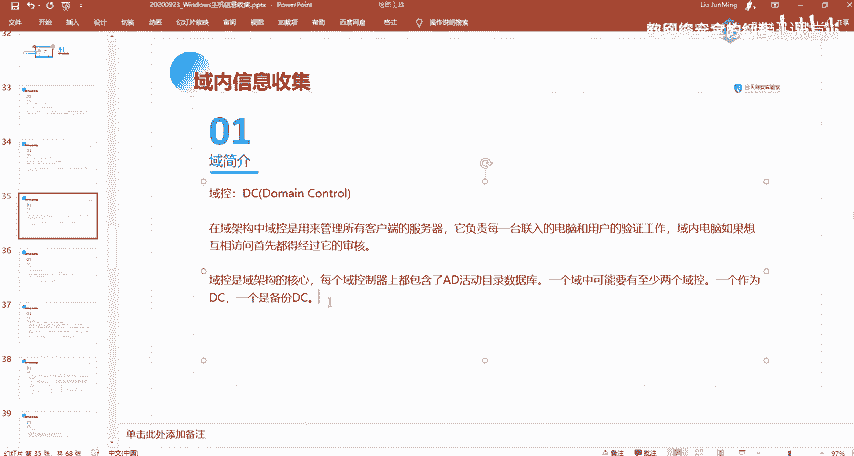 20200923_Windows主机信息收集.pptx - PowerPoint
Liu JunMing
文件 开始 插入 设计 切换 动画 幻灯片放映 审阅 视图 加载项 帮助 百度网盘 格式 操作说明搜索
32
33
34
35
36
37
38
39
域内信息收集
01
域简介
域控：DC(Domain Control)
在域架构中域控是用来管理所有客户端的服务器，它负责每一台联入的电脑和用户的验证工作，域内电脑如果想
互相访问首先都得经过它的审核。
域控是域架构的核心，每个域控制器上都包含了AD活动目录数据库。一个域中可能要有至少两个域控。一个作为
DC，一个是备份DC。
单击此处添加备注
幻灯片 第 35 张，共 68 张 中文(中国) 备注 批注 97%